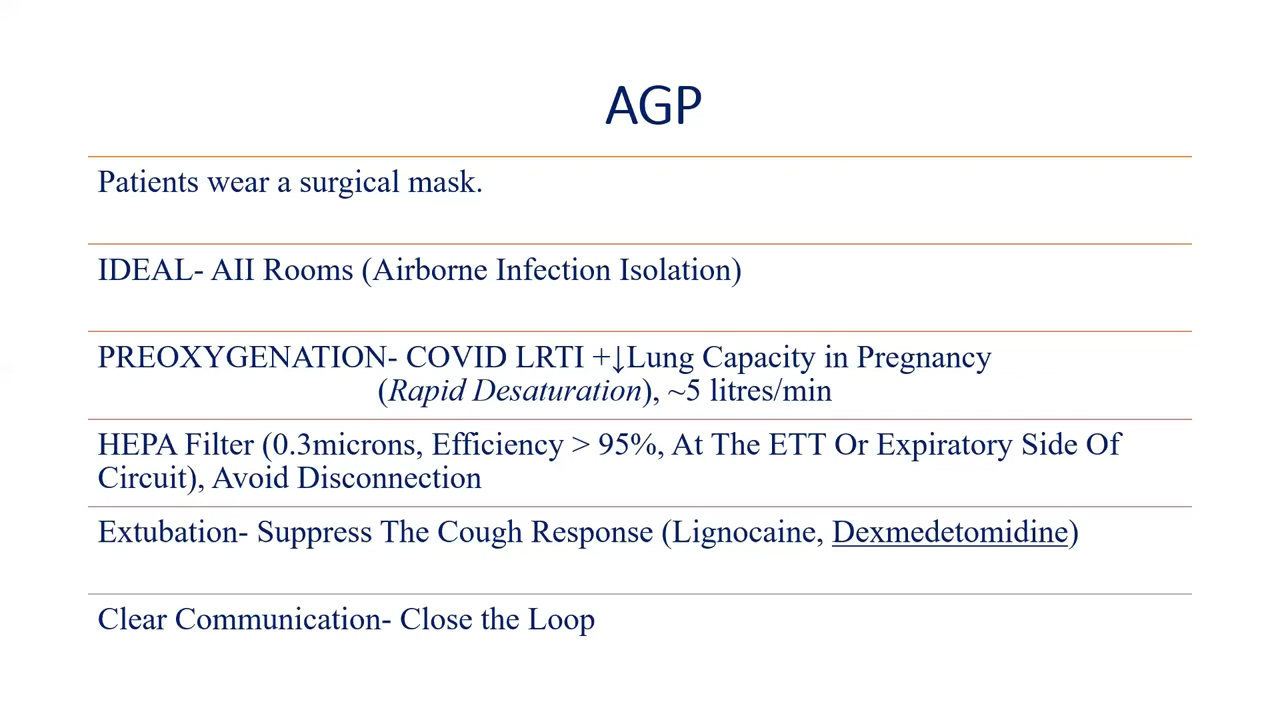 AGP
Patients wear a surgical mask.
IDEAL- AII Rooms (Airborne Infection Isolation)
PREOXYGENATION- COVID LRTI +↓Lung Capacity in Pregnancy
(Rapid Desaturation), ~5 litres/min
HEPA Filter (0.3microns, Efficiency > 95%, At The ETT Or Expiratory Side Of
Circuit), Avoid Disconnection
Extubation- Suppress The Cough Response (Lignocaine, Dexmedetomidine)
Clear Communication- Close the Loop